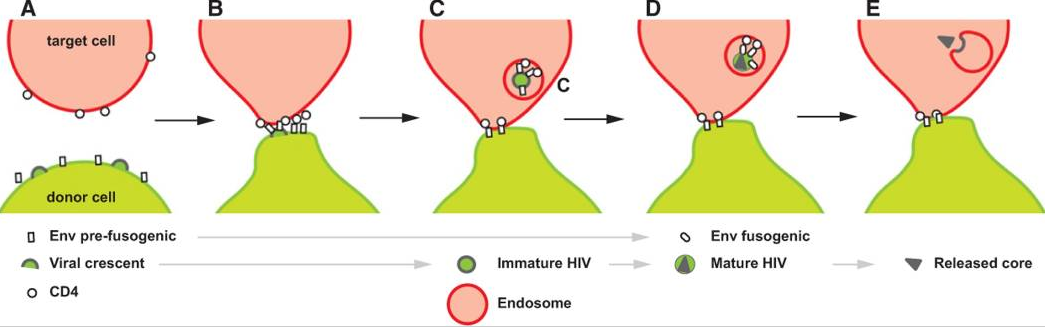 A
B
C
D
E
target cell
C
donor cell
Env pre-fusogenic
Env fusogenic
Viral crescent
Immature HIV
Mature HIV
Released core
CD4
Endosome